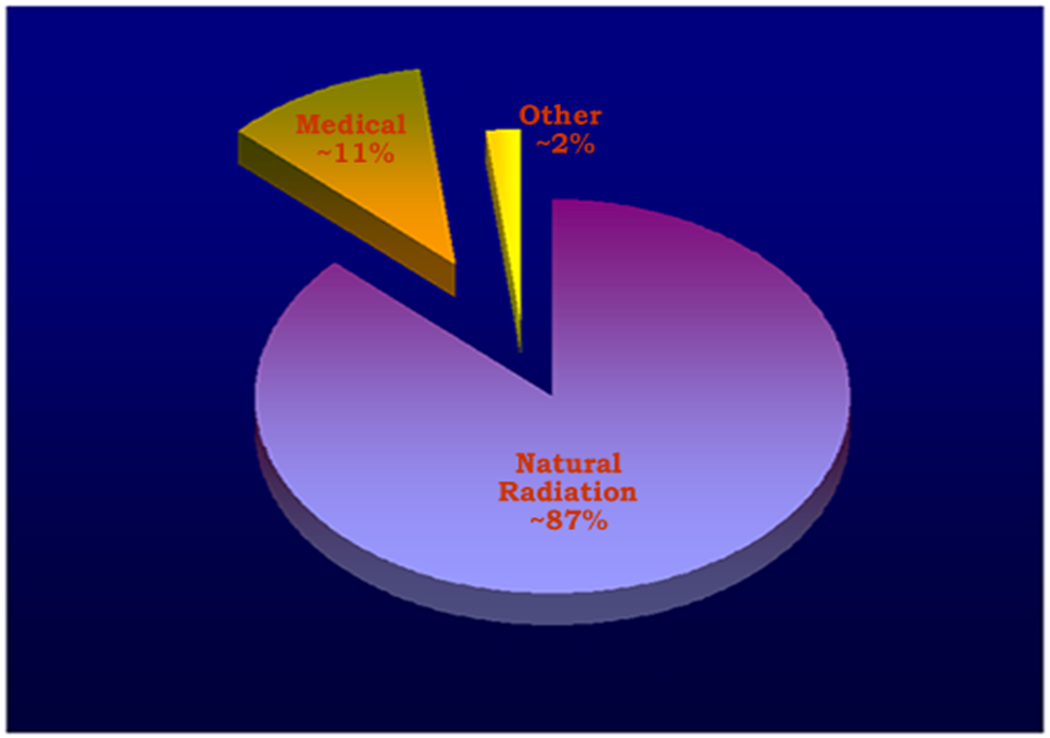 Medical
~11%
Other
~2%
Natural
Radiation
~87%